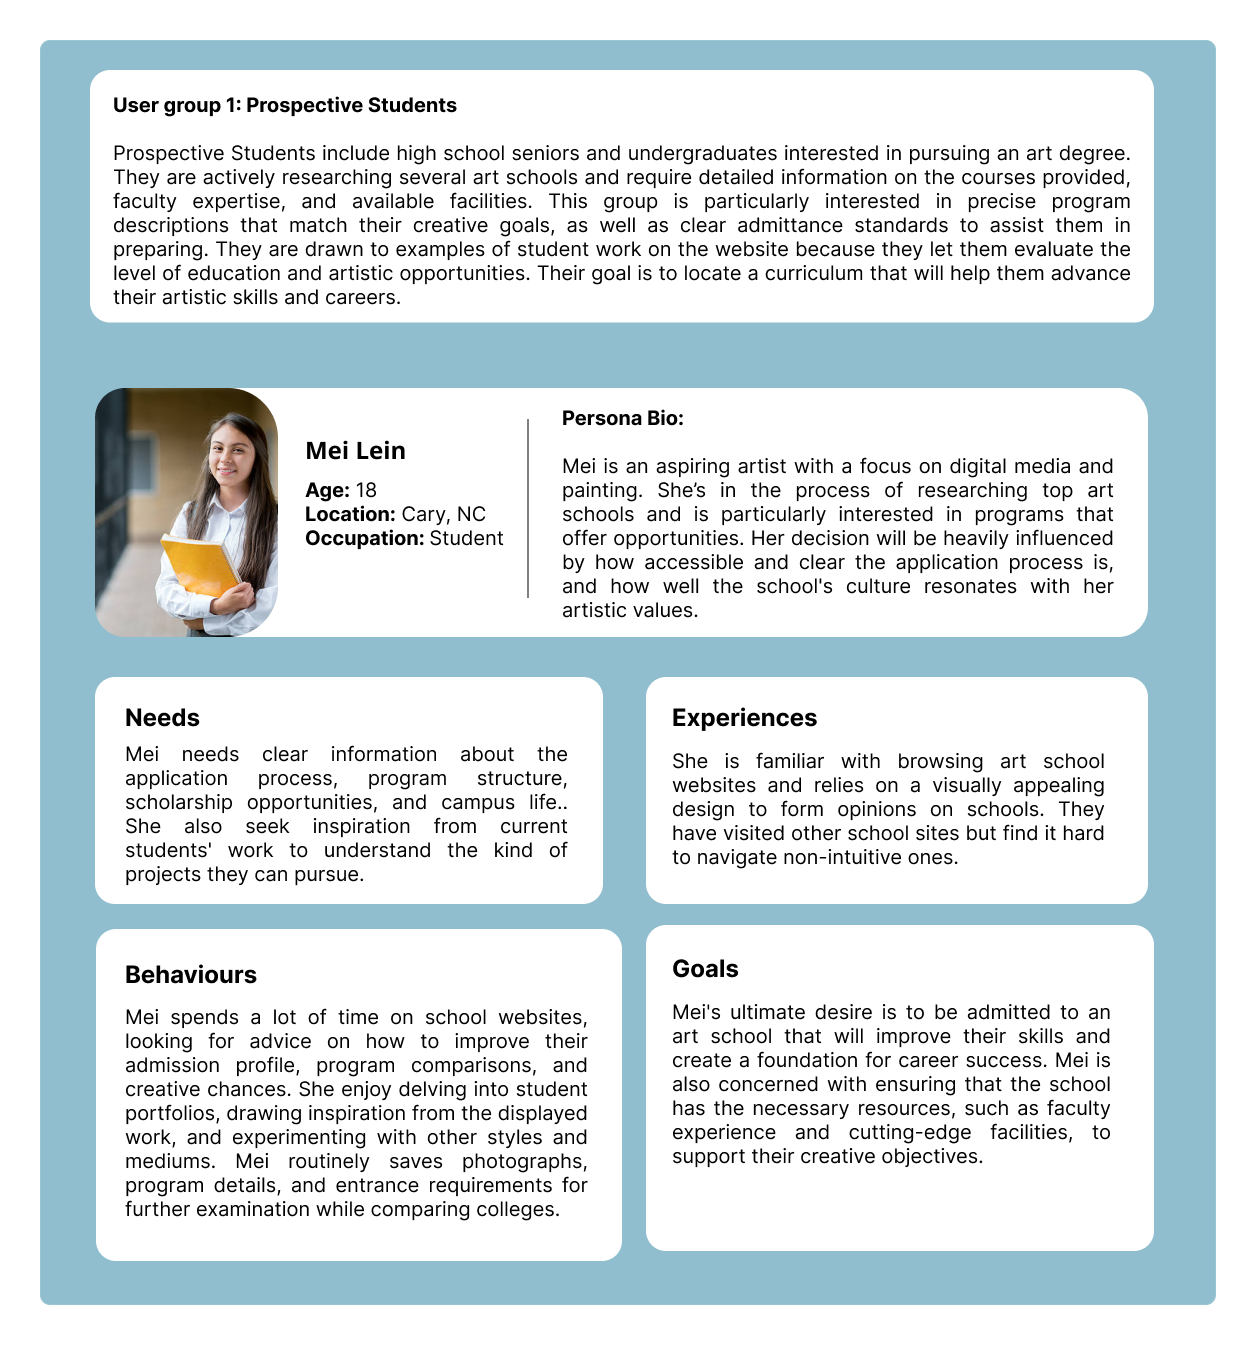 User group 1: Prospective Students
Prospective Students include high school seniors and undergraduates interested in pursuing an art degree.
They are actively researching several art schools and require detailed information on the courses provided,
faculty expertise, and available facilities. This group is particularly interested in precise program
descriptions that match their creative goals, as well as clear admittance standards to assist them in
preparing. They are drawn to examples of student work on the website because they let them evaluate the
level of education and artistic opportunities. Their goal is to locate a curriculum that will help them advance
their artistic skills and careers.
Mei Lein
Age: 18
Location: Cary, NC
Occupation: Student
Persona Bio:
Mei is an aspiring artist with a focus on digital media and
painting. She’s in the process of researching top art
schools and is particularly interested in programs that
offer opportunities. Her decision will be heavily influenced
by how accessible and clear the application process is,
and how well the school's culture resonates with her
artistic values.
Needs
Mei needs clear information about the
application process, program structure,
scholarship opportunities, and campus life..
She also seek inspiration from current
students' work to understand the kind of
projects they can pursue.
Experiences
She is familiar with browsing art school
websites and relies on a visually appealing
design to form opinions on schools. They
have visited other school sites but find it hard
to navigate non-intuitive ones.
Behaviours
Mei spends a lot of time on school websites,
looking for advice on how to improve their
admission profile, program comparisons, and
creative chances. She enjoy delving into student
portfolios, drawing inspiration from the displayed
work, and experimenting with other styles and
mediums. Mei routinely saves photographs,
program details, and entrance requirements for
further examination while comparing colleges.
Goals
Mei's ultimate desire is to be admitted to an
art school that will improve their skills and
create a foundation for career success. Mei is
also concerned with ensuring that the school
has the necessary resources, such as faculty
experience and cutting-edge facilities, to
support their creative objectives.